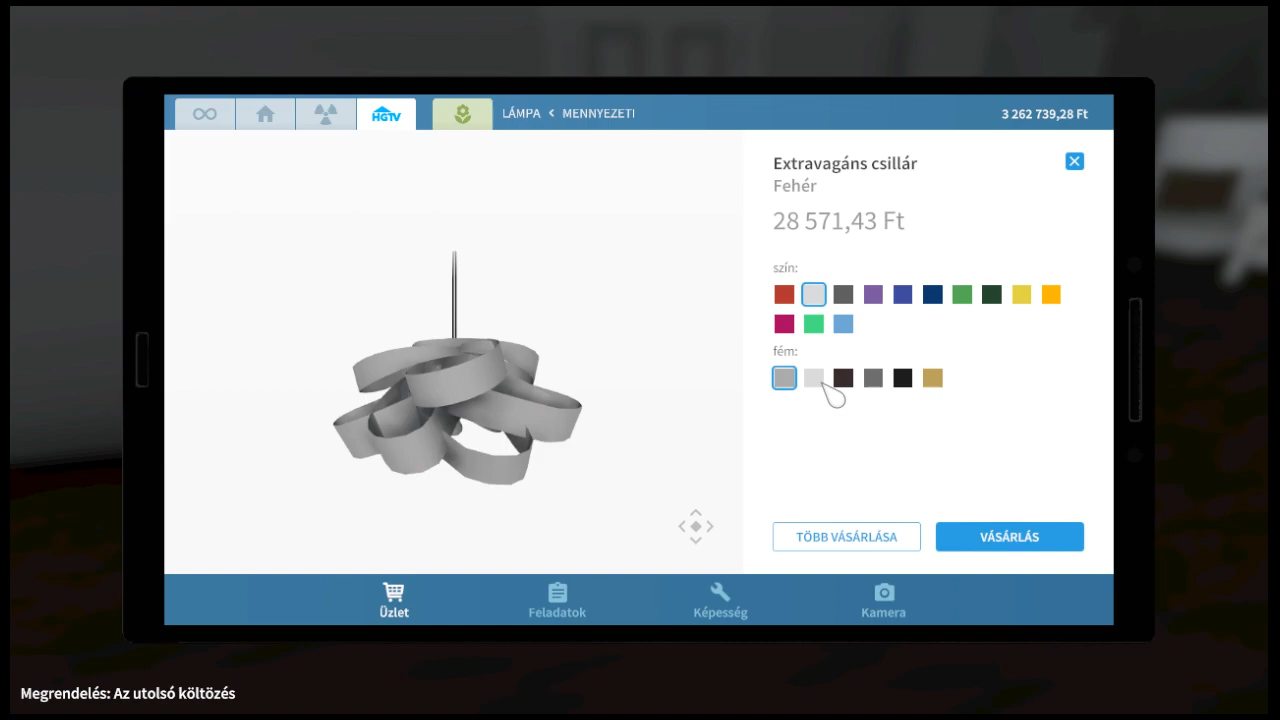 HGTV
LÁMPA < MENNYEZETI
3 262 739,28 Ft
Extravagáns csillár
Fehér
28 571,43 Ft
szín:
fém:
TÖBB VÁSÁRLÁSA
VÁSÁRLÁS
Üzlet
Feladatok
Képesség
Kamera
Megrendelés: Az utolsó költözés